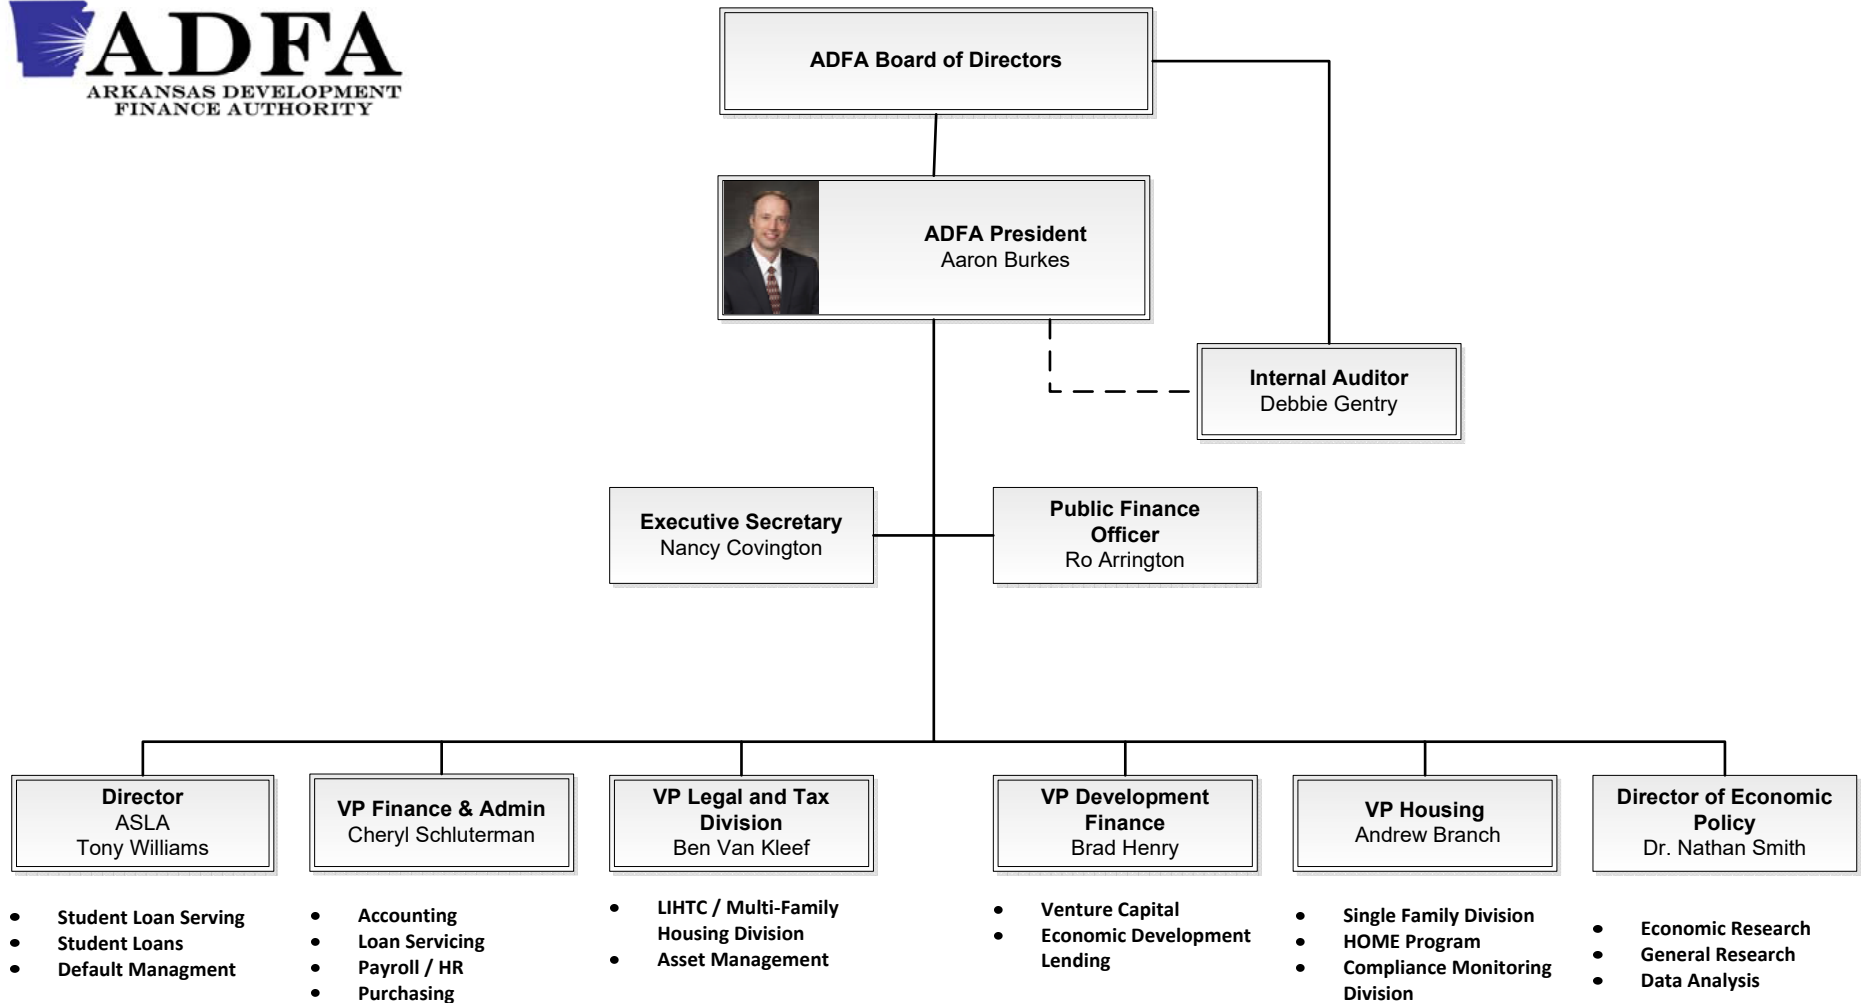 ADFA
ARKANSAS DEVELOPMENT
FINANCE AUTHORITY
ADFA Board of Directors
ADFA President
Aaron Burkes
Internal Auditor
Debbie Gentry
Executive Secretary
Nancy Covington
Public Finance
Officer
Ro Arrington
Director
ASLA
Tony Williams
VP Finance & Admin
Cheryl Schluterman
VP Legal and Tax
Division
Ben Van Kleef
VP Development
Finance
Brad Henry
VP Housing
Andrew Branch
Director of Economic
Policy
Dr. Nathan Smith
• Student Loan Serving
• Student Loans
• Default Managment
• Accounting
• Loan Servicing
• Payroll / HR
• Purchasing
• LIHTC / Multi-Family
Housing Division
• Asset Management
• Venture Capital
• Economic Development
Lending
• Single Family Division
• HOME Program
• Compliance Monitoring
Division
• Economic Research
• General Research
• Data Analysis